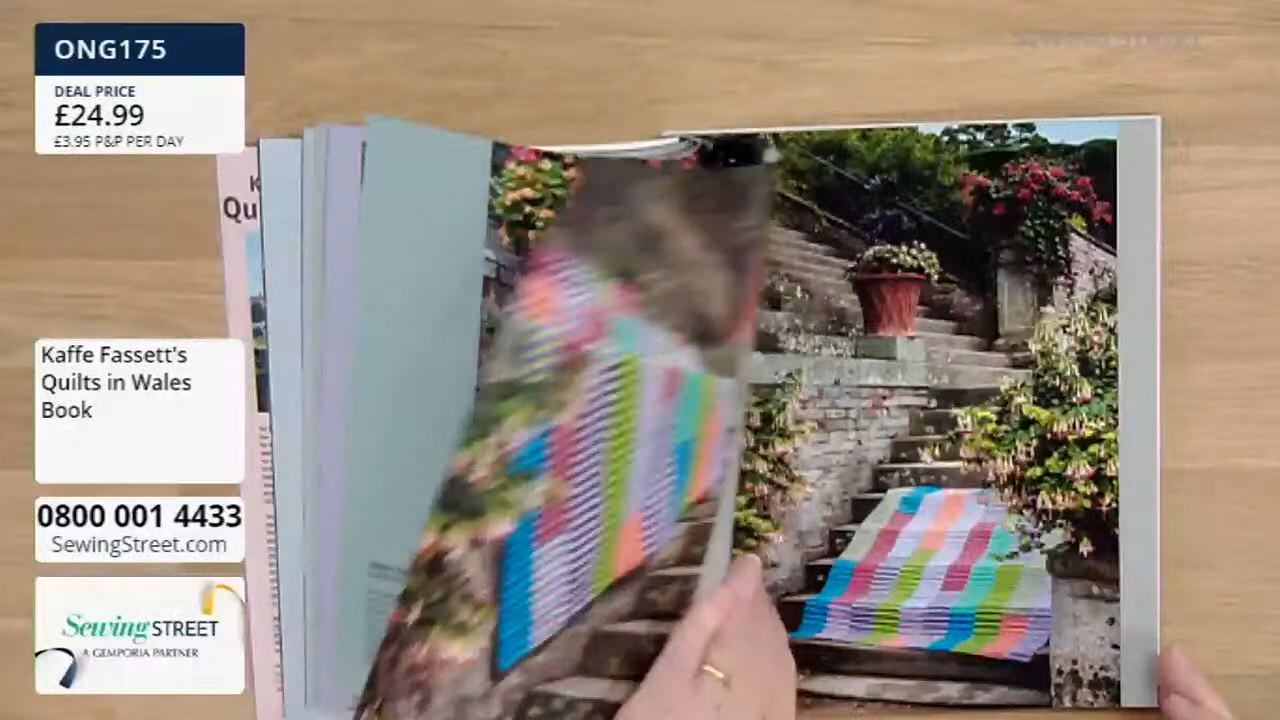 ONG175
DEAL PRICE
£24.99
£3.95 P&P PER DAY
Qu
Kaffe Fassett's
Quilts in Wales
Book
0800 001 4433
SewingStreet.com
Sewing STREET
A GEMPORIA PARTNER